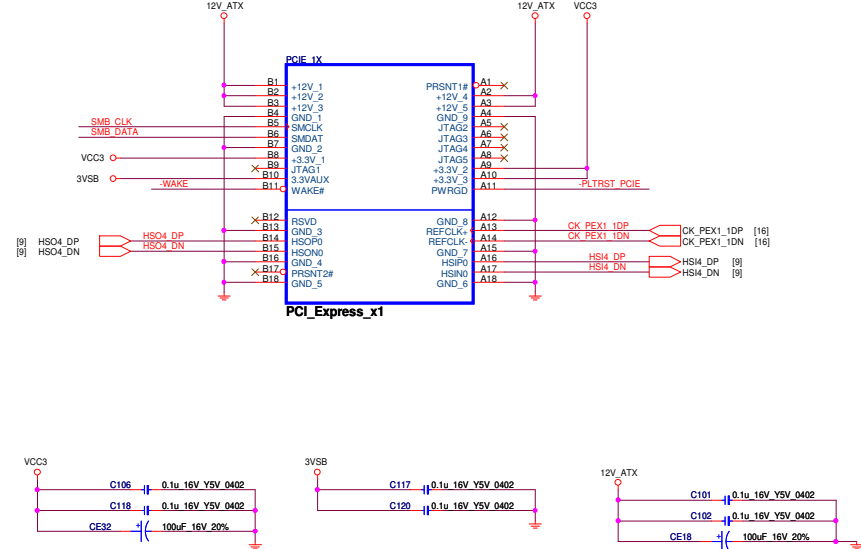 12V_ATX 12V_ATX VCC3
PCIE_1X
B1 +12V_1 PRSNT1# A1
B2 +12V_2 +12V_4 A2
B3 +12V_3 +12V_5 A3
B4 GND_1 GND_9 A4
SMB_CLK B5 SMCLK JTAG2 A5
SMB_DATA B6 SMDAT JTAG3 A6
B7 GND_2 JTAG4 A7
VCC3 B8 +3.3V_1 JTAG5 A8
B9 JTAG1 +3.3V_2 A9
3VSB B10 3.3VAUX +3.3V_3 A10
-WAKE B11 WAKE# PWRGD A11 -PLTRST_PCIE
B12 RSVD GND_8 A12
B13 GND_3 REFCLK+ A13 CK_PEX1_1DP CK_PEX1_1DP [16]
[9] HSO4_DP HSO4_DP B14 HSOP0 REFCLK- A14 CK_PEX1_1DN CK_PEX1_1DN [16]
[9] HSO4_DN HSO4_DN B15 HSON0 GND_7 A15
B16 GND_4 HSIP0 A16 HSI4_DP HSI4_DP [9]
B17 PRSNT2# HSIN0 A17 HSI4_DN HSI4_DN [9]
B18 GND_5 GND_6 A18
PCI_Express_x1
VCC3 3VSB 12V_ATX
C106 0.1u_16V_Y5V_0402 C117 0.1u_16V_Y5V_0402 C101 0.1u_16V_Y5V_0402
C118 0.1u_16V_Y5V_0402 C120 0.1u_16V_Y5V_0402 C102 0.1u_16V_Y5V_0402
CE32 + 100uF_16V_20% CE18 + 100uF_16V_20%